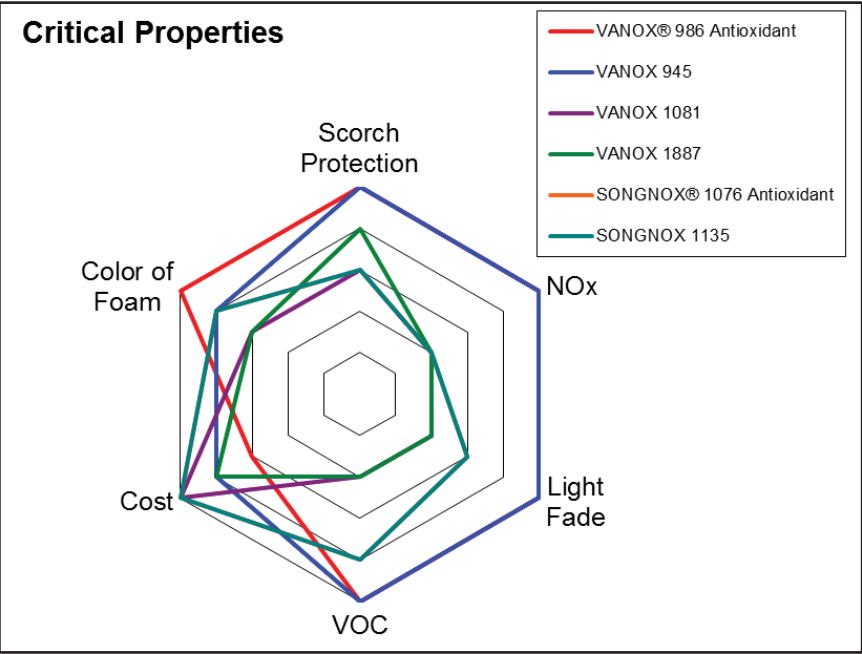 Critical Properties
VANOX® 986 Antioxidant
VANOX 945
VANOX 1081
VANOX 1887
SONGNOX® 1076 Antioxidant
SONGNOX 1135
Scorch
Protection
NOx
Light
Fade
VOC
Cost
Color of
Foam